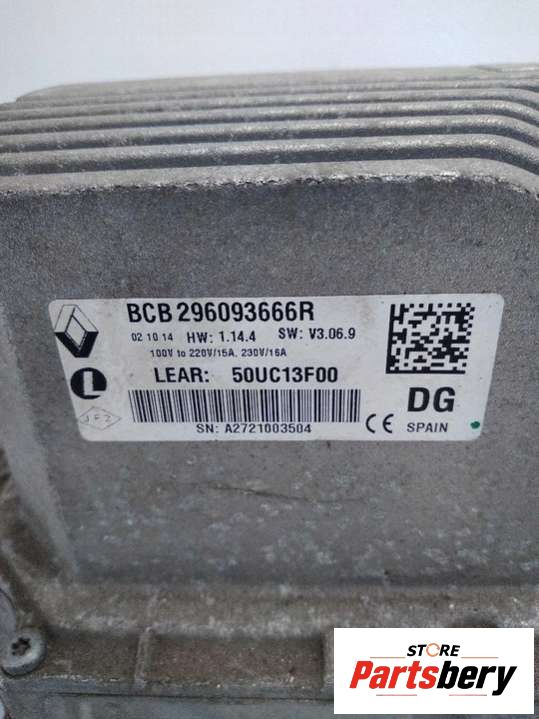 BCB 296093666R
02 10 14 HW: 1.14.4 SW: V3.06.9
100V to 220V/15A, 230V/16A
L LEAR: 50UC13F00
DG
SN: A2721003504
CE SPAIN
STORE
Partsbery